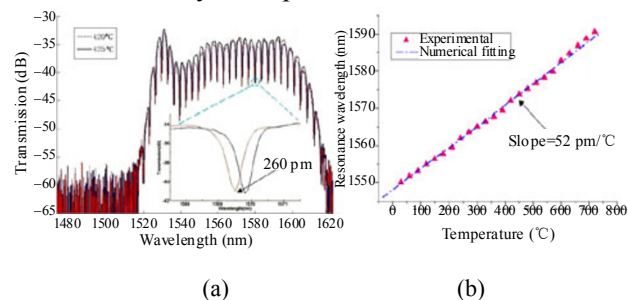 −30
−35
−40
−45
−50
−55
−60
−65
Transmission (dB)
420℃
425℃
260 pm
1480 1500 1520 1540 1560 1580 1600 1620
Wavelength (nm)
(a)
1590
1580
1570
1560
1550
Resonance wavelength (nm)
Experimental
Numerical fitting
Slope=52 pm/℃
0 100 200 300 400 500 600 700 800
Temperature (℃)
(b)